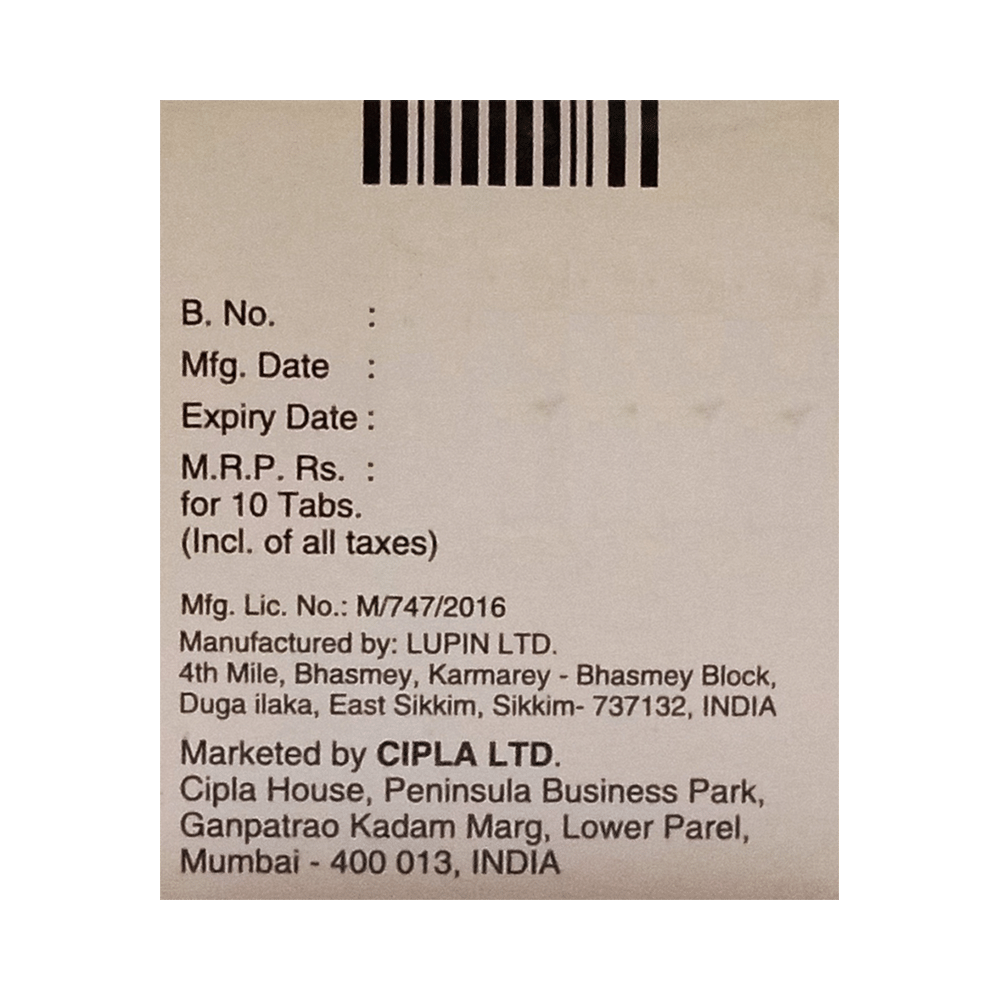 B. No. :
Mfg. Date :
Expiry Date :
M.R.P. Rs. :
for 10 Tabs.
(Incl. of all taxes)
Mfg. Lic. No.: M/747/2016
Manufactured by: LUPIN LTD.
4th Mile, Bhasmey, Karmarey - Bhasmey Block,
Duga ilaka, East Sikkim, Sikkim- 737132, INDIA
Marketed by CIPLA LTD.
Cipla House, Peninsula Business Park,
Ganpatrao Kadam Marg, Lower Parel,
Mumbai - 400 013, INDIA